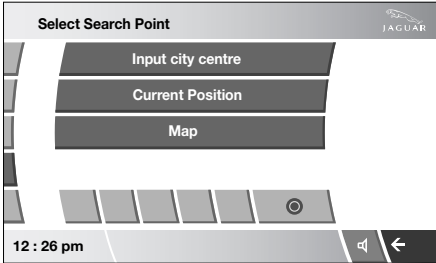 Select Search Point
JAGUAR
Input city centre
Current Position
Map
12 : 26 pm